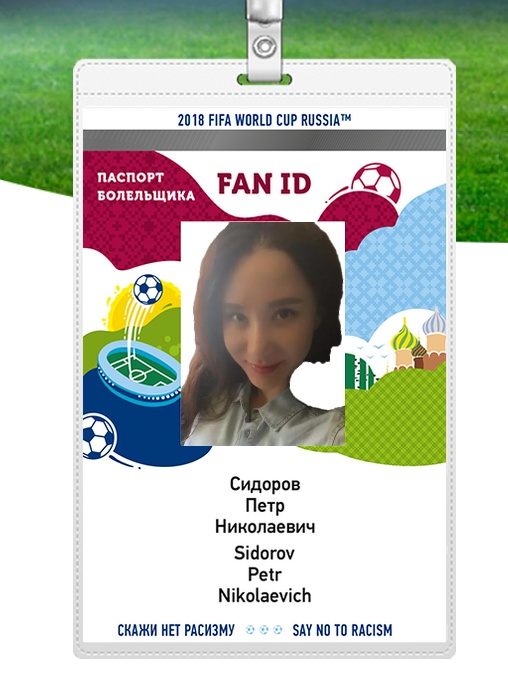 2018 FIFA WORLD CUP RUSSIA™
ПАСПОРТ
БОЛЕЛЬЩИКА
FAN ID
Сидоров
Петр
Николаевич
Sidorov
Petr
Nikolaevich
СКАЖИ НЕТ РАСИЗМУ SAY NO TO RACISM